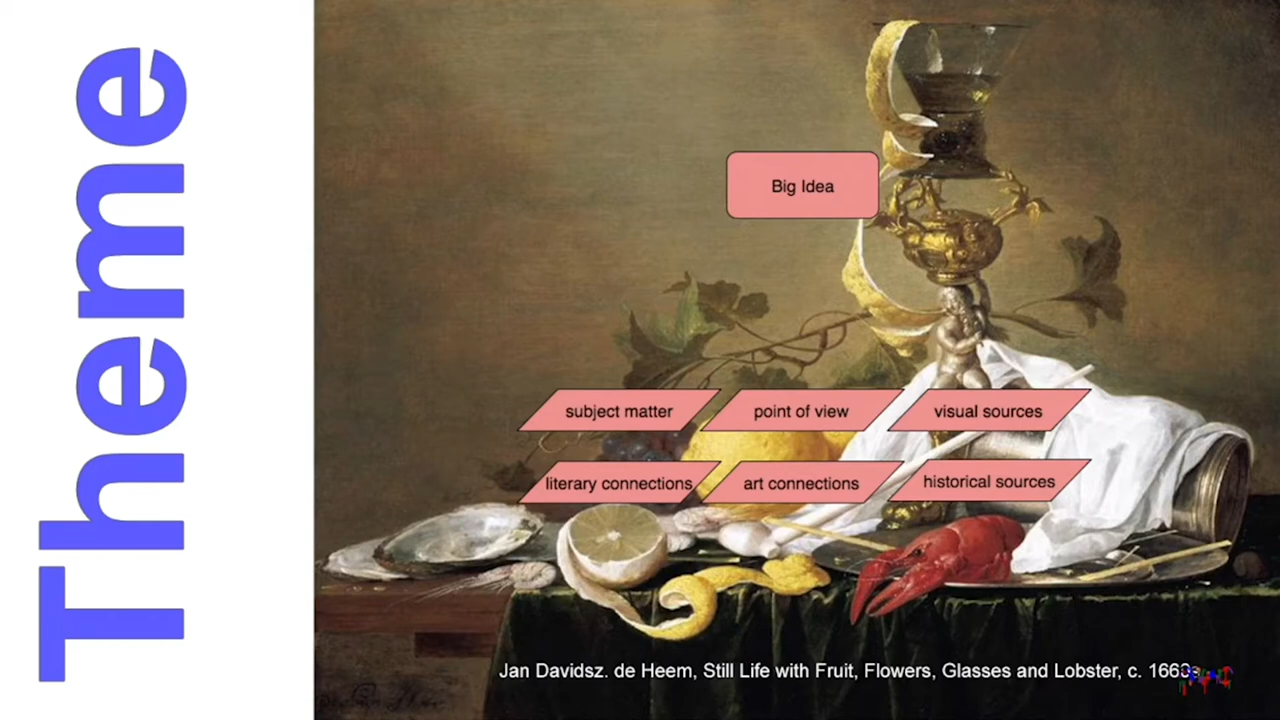 Theme
Big Idea
subject matter
point of view
visual sources
literary connections
art connections
historical sources
Jan Davidsz. de Heem, Still Life with Fruit, Flowers, Glasses and Lobster, c. 1660s